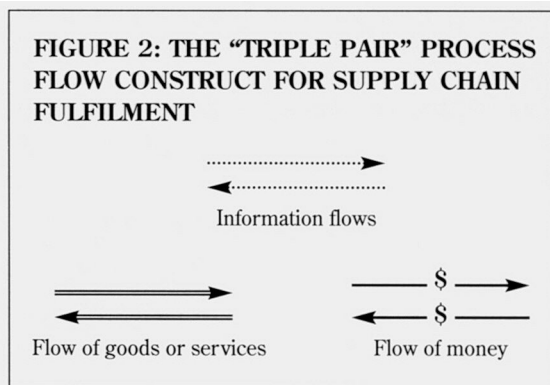 FIGURE 2: THE “TRIPLE PAIR” PROCESS
FLOW CONSTRUCT FOR SUPPLY CHAIN
FULFILMENT
Information flows
$
$
Flow of goods or services
Flow of money